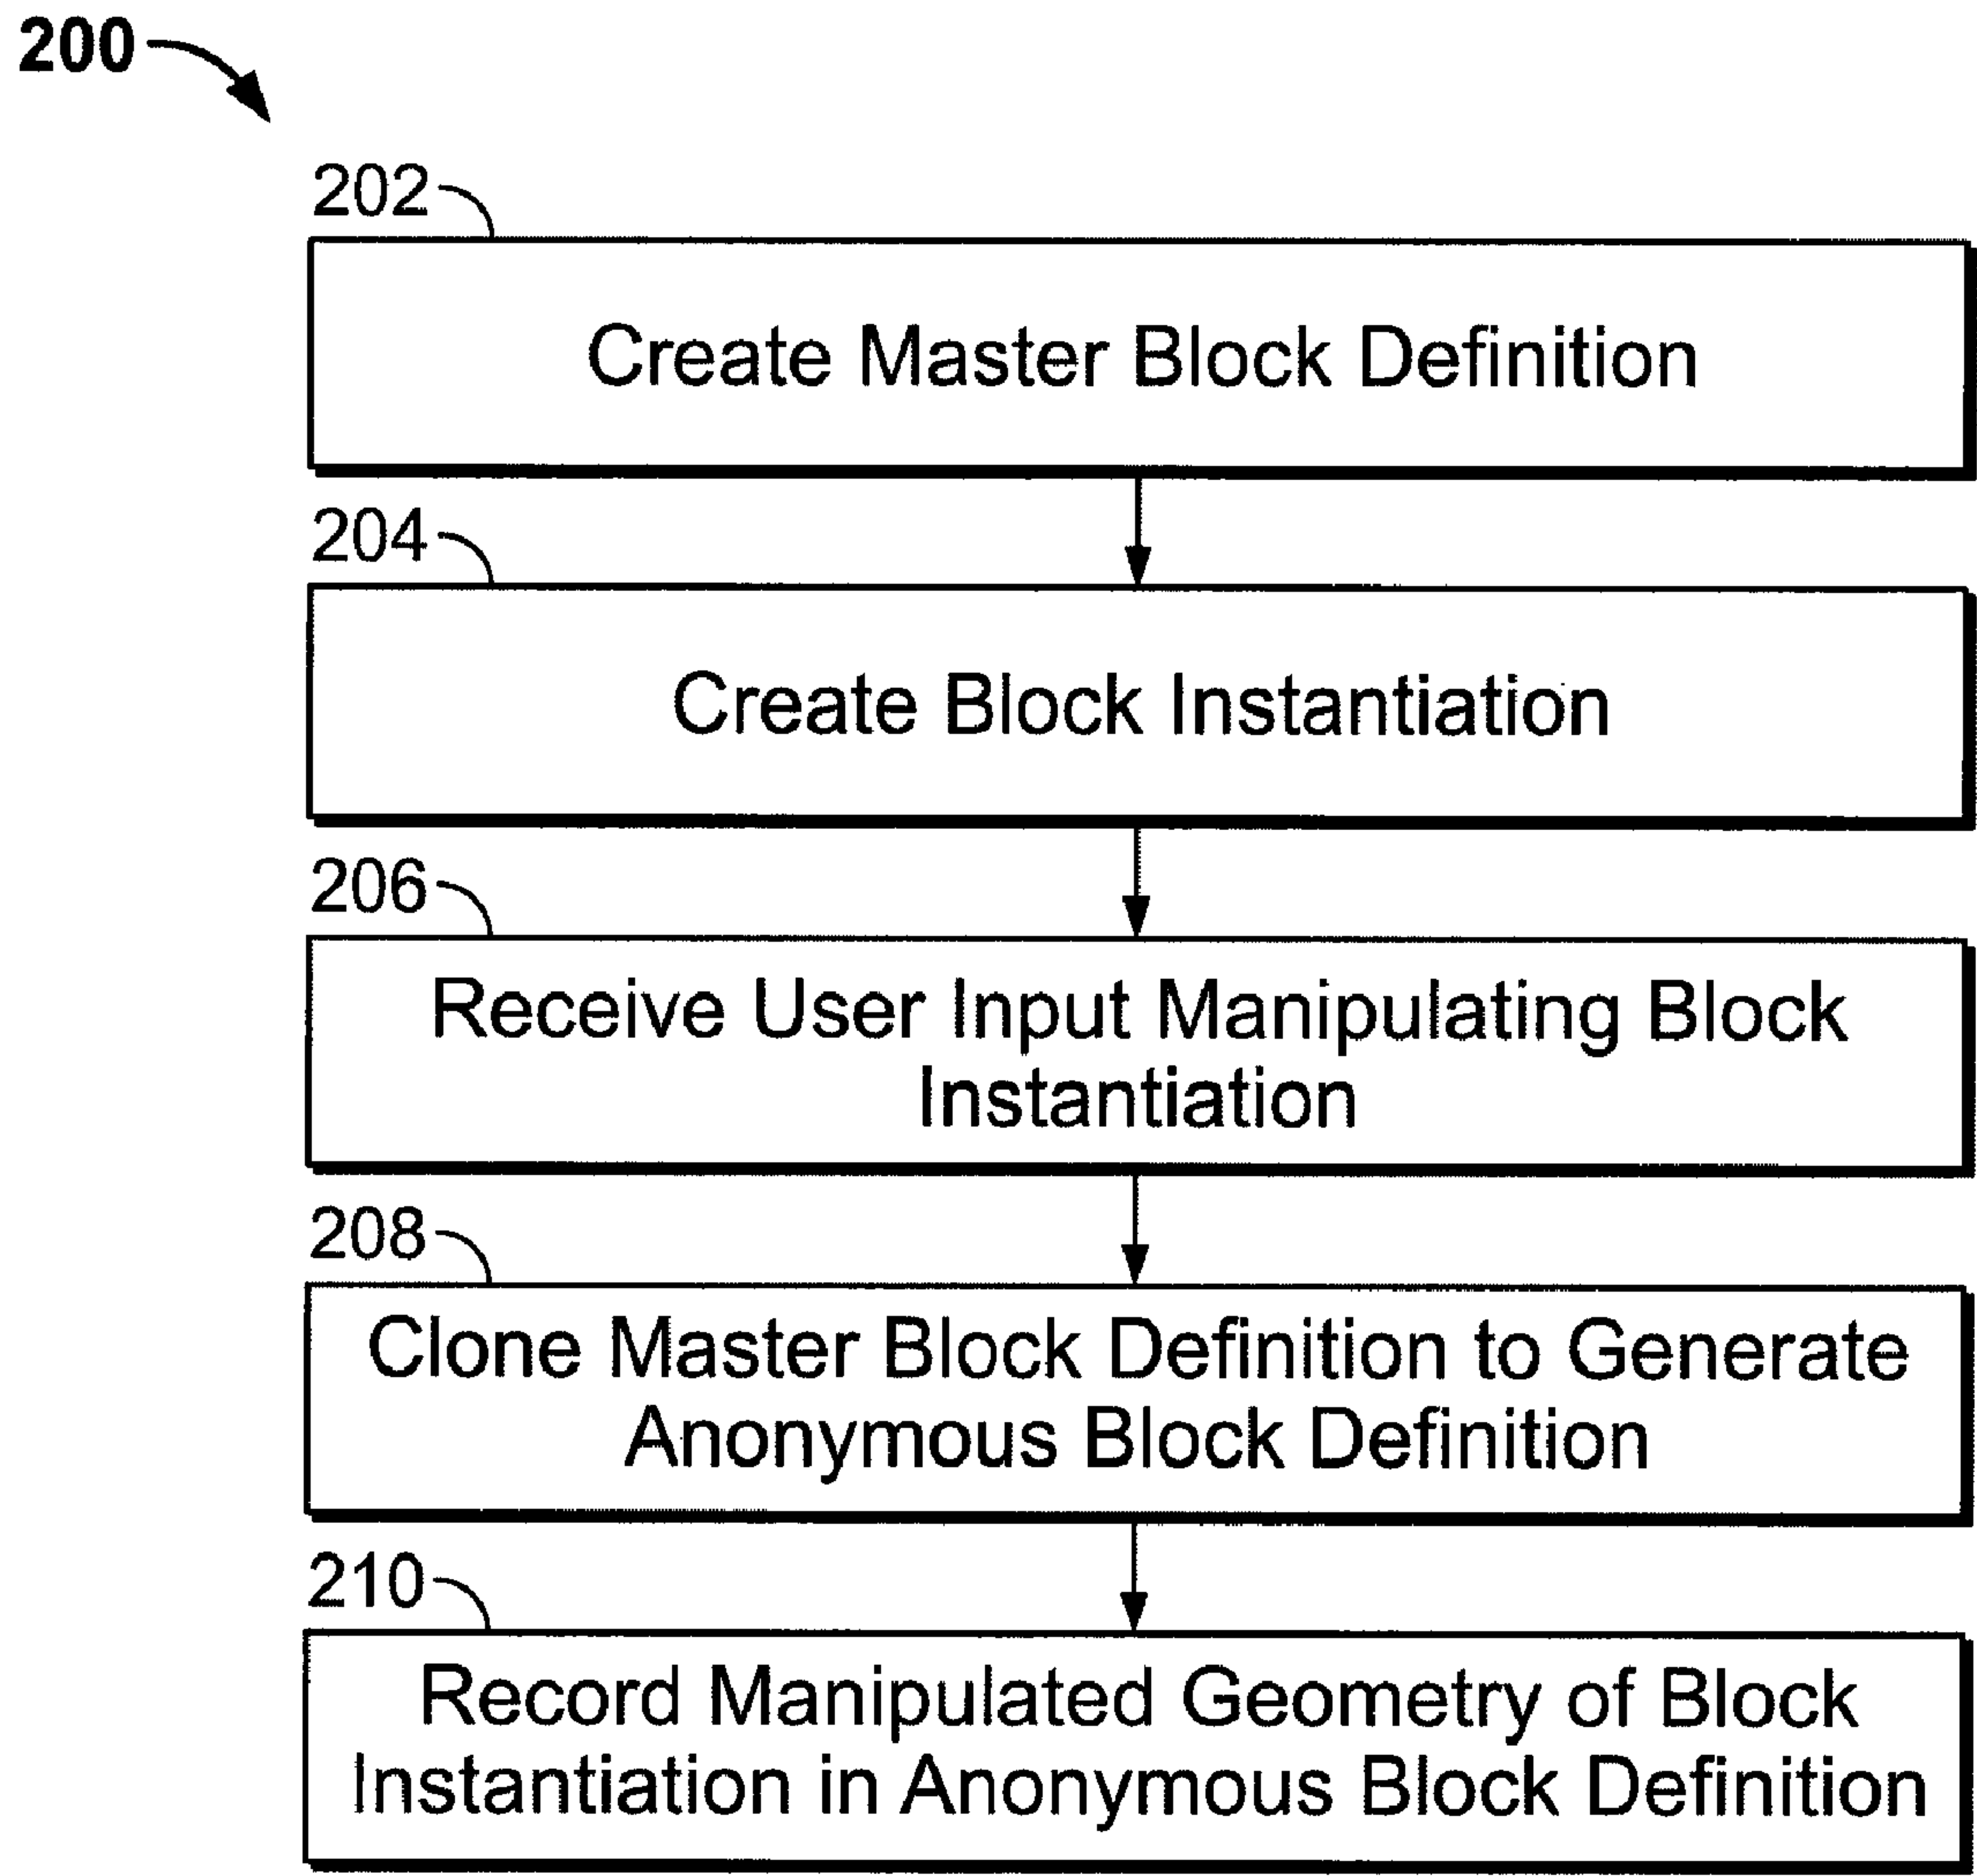 200
202
Create Master Block Definition
204
Create Block Instantiation
206
Receive User Input Manipulating Block
Instantiation
208
Clone Master Block Definition to Generate
Anonymous Block Definition
210
Record Manipulated Geometry of Block
Instantiation in Anonymous Block Definition